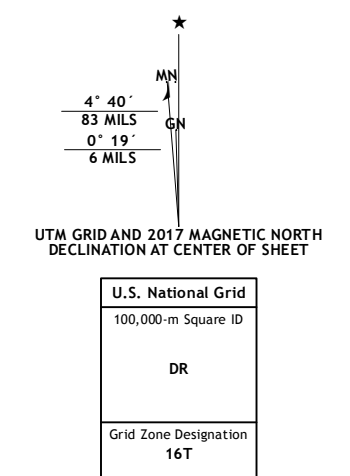 ★
MN
4° 40´
83 MILS
GN
0° 19´
6 MILS
UTM GRID AND 2017 MAGNETIC NORTH
DECLINATION AT CENTER OF SHEET
U.S. National Grid
100,000-m Square ID
DR
Grid Zone Designation
16T